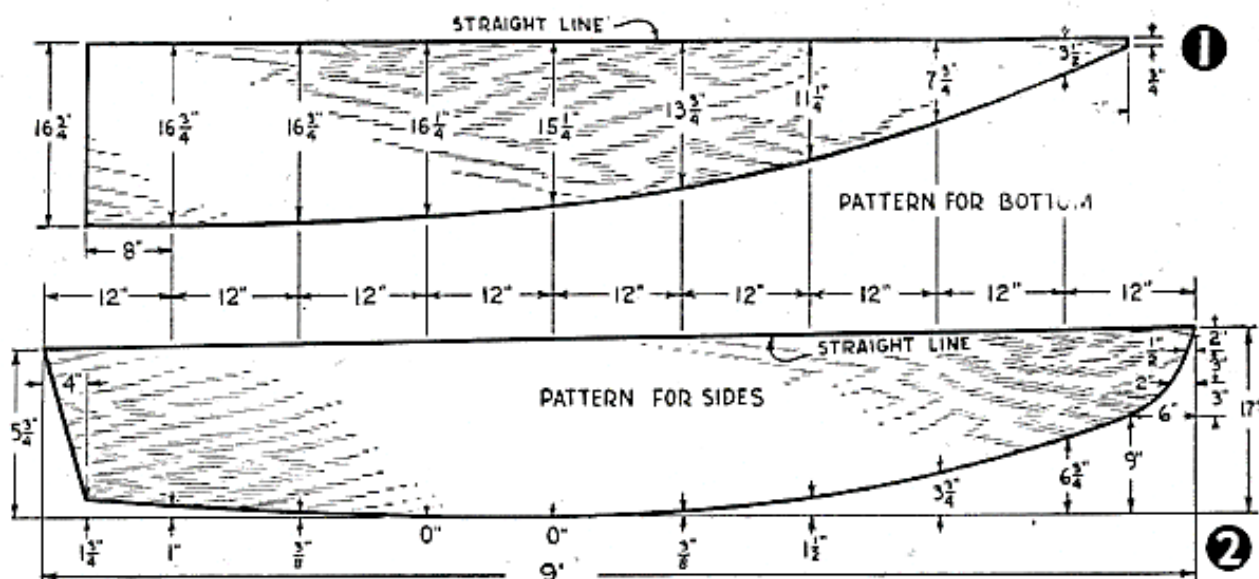 STRAIGHT LINE
1
3 1/2" 3/4"
16 3/4" 16 3/4" 16 3/4" 16 1/4" 15 1/4" 13 3/4" 11 1/4" 7 3/4"
PATTERN FOR BOTTOM
8"
12" 12" 12" 12" 12" 12" 12" 12" 12"
STRAIGHT LINE
1/2" 2"
4" PATTERN FOR SIDES 2" 3"
5 3/4" 6" 17"
9"
6 3/4"
3 3/4"
1 3/4" 1" 3/8" 0" 0" 3/8" 1 1/2"
2
9'